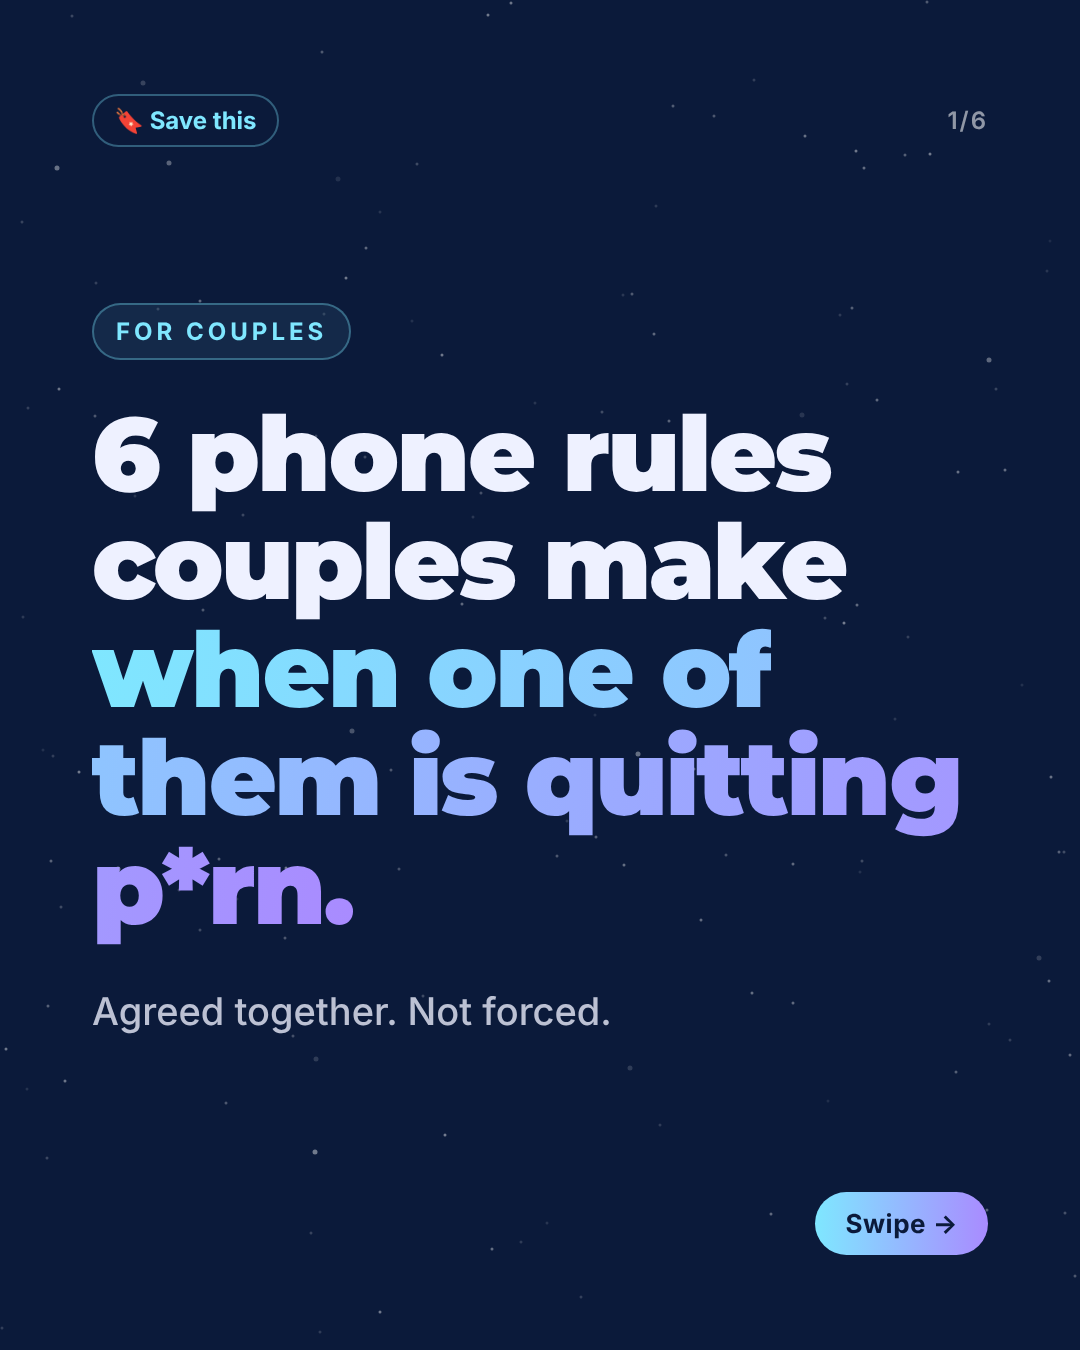 🔖 Save this
1/6
FOR COUPLES
6 phone rules
couples make
when one of
them is quitting
p*rn.
Agreed together. Not forced.
Swipe →